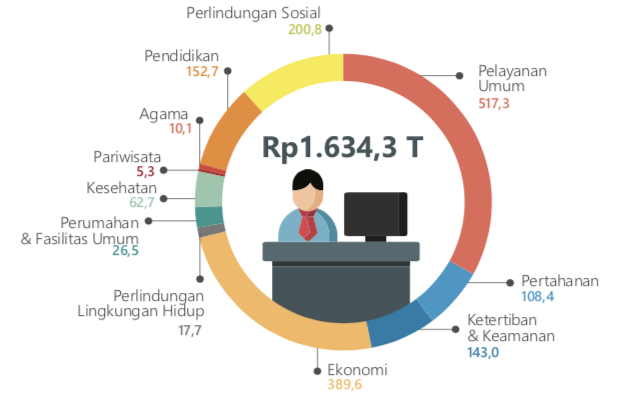 Perlindungan Sosial
200,8
Pendidikan
152,7
Agama
10,1
Pariwisata
5,3
Kesehatan
62,7
Perumahan
& Fasilitas Umum
26,5
Perlindungan
Lingkungan Hidup
17,7
Rp1.634,3 T
Pelayanan
Umum
517,3
Pertahanan
108,4
Ketertiban
& Keamanan
143,0
Ekonomi
389,6